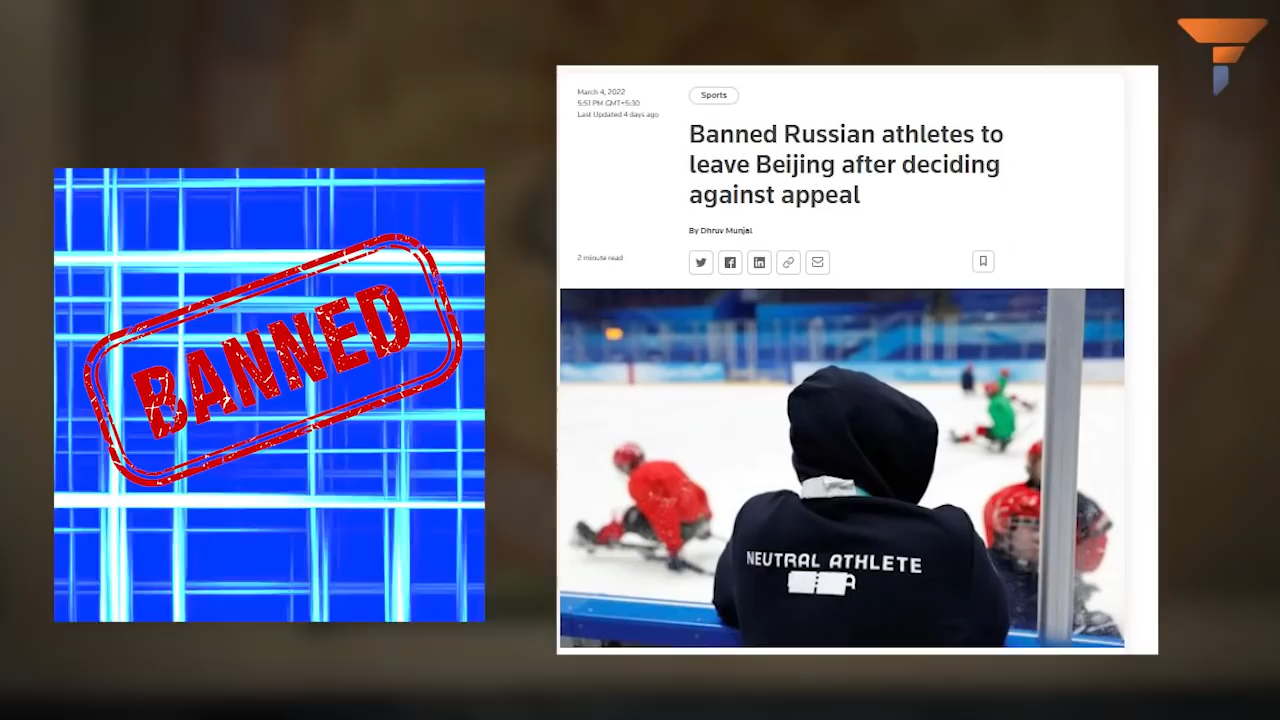 BANNED
March 4, 2022
5:51 PM GMT+5:30
Last Updated 4 days ago
Sports
Banned Russian athletes to
leave Beijing after deciding
against appeal
By Dhruv Munjal
2 minute read
NEUTRAL ATHLETE